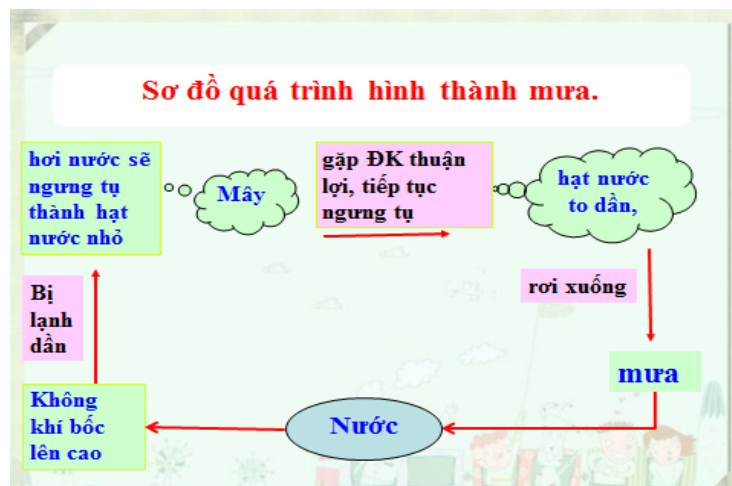 Sơ đồ quá trình hình thành mưa.
hơi nước sẽ
ngưng tụ
thành hạt
nước nhỏ
Mây
gặp ĐK thuận
lợi, tiếp tục
ngưng tụ
hạt nước
to dần,
rơi xuống
mưa
Nước
Không
khí bốc
lên cao
Bị
lạnh
dần